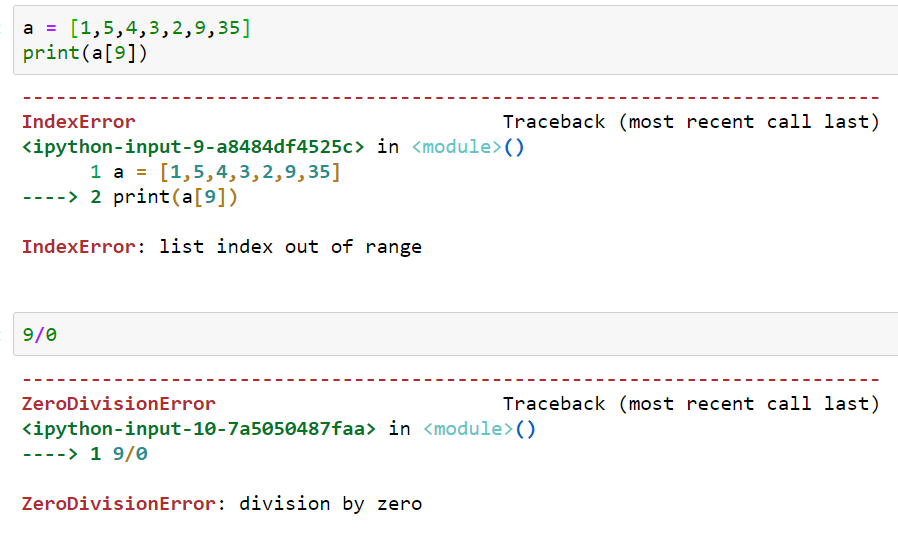 a = [1,5,4,3,2,9,35]
print(a[9])
---------------------------------------------------------------------------
IndexError                                Traceback (most recent call last)
<ipython-input-9-a8484df4525c> in <module>()
      1 a = [1,5,4,3,2,9,35]
----> 2 print(a[9])
IndexError: list index out of range
9/0
---------------------------------------------------------------------------
ZeroDivisionError                         Traceback (most recent call last)
<ipython-input-10-7a5050487faa> in <module>()
----> 1 9/0
ZeroDivisionError: division by zero